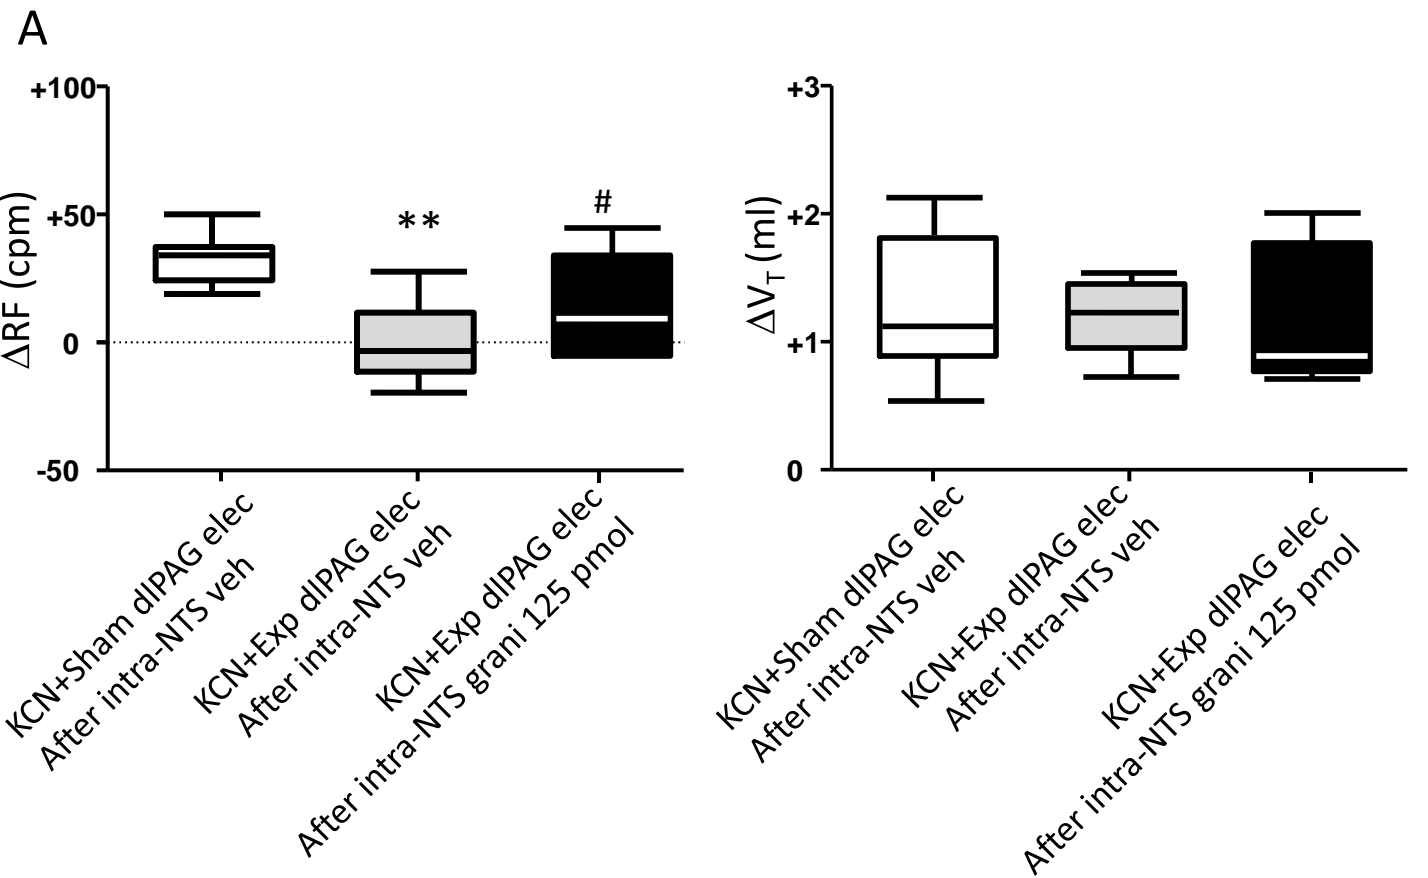 A
+100
+50
0
-50
ΔRF (cpm)
**
#
KCN+Sham dlPAG elec
After intra-NTS veh
KCN+Exp dlPAG elec
After intra-NTS veh
KCN+Exp dlPAG elec
After intra-NTS grani 125 pmol
+3
+2
+1
0
ΔVT (ml)
KCN+Sham dlPAG elec
After intra-NTS veh
KCN+Exp dlPAG elec
After intra-NTS veh
KCN+Exp dlPAG elec
After intra-NTS grani 125 pmol